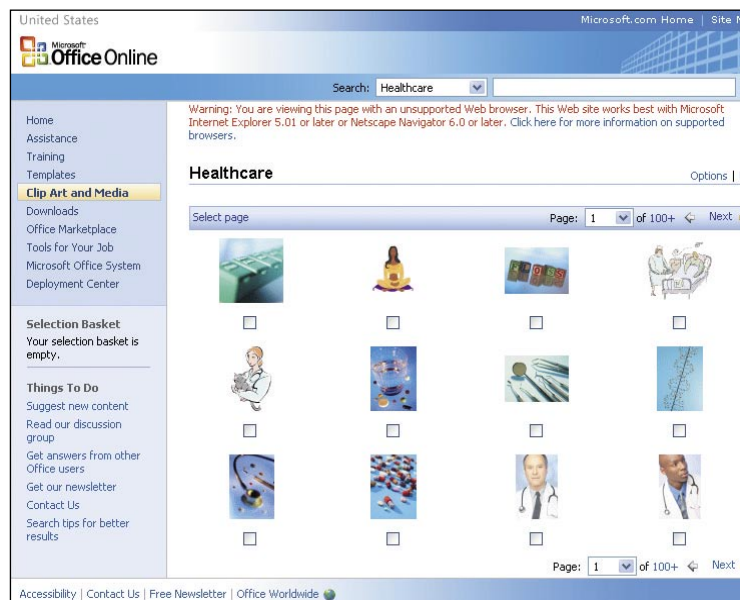 United States
Microsoft.com Home | Site
Microsoft
Office Online
Search: Healthcare
Warning: You are viewing this page with an unsupported Web browser. This Web site works best with Microsoft
Internet Explorer 5.01 or later or Netscape Navigator 6.0 or later. Click here for more information on supported
browsers.
Home
Assistance
Training
Templates
Clip Art and Media
Downloads
Office Marketplace
Tools for Your Job
Microsoft Office System
Deployment Center
Selection Basket
Your selection basket is
empty.
Things To Do
Suggest new content
Read our discussion
group
Get answers from other
Office users
Get our newsletter
Contact Us
Search tips for better
results
Healthcare
Options |
Select page
Page: 1 of 100+ Next
Page: 1 of 100+ Next
Accessibility | Contact Us | Free Newsletter | Office Worldwide